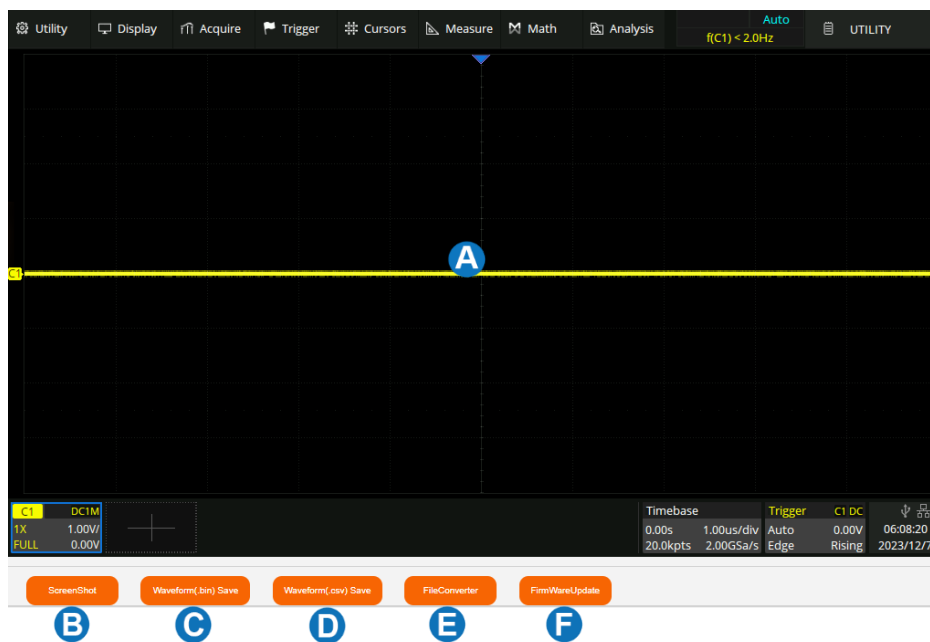 Utility Display Acquire Trigger Cursors Measure Math Analysis Auto UTILITY
f(C1) < 2.0Hz
A
C1
C1 DC1M
1X 1.00V/
FULL 0.00V
Timebase
0.00s 1.00us/div
20.0kpts 2.00GSa/s
Trigger C1 DC
Auto 0.00V
Edge Rising
06:08:20
2023/12/7
ScreenShot Waveform(.bin) Save Waveform(.csv) Save FileConverter FirmWareUpdate
B C D E F